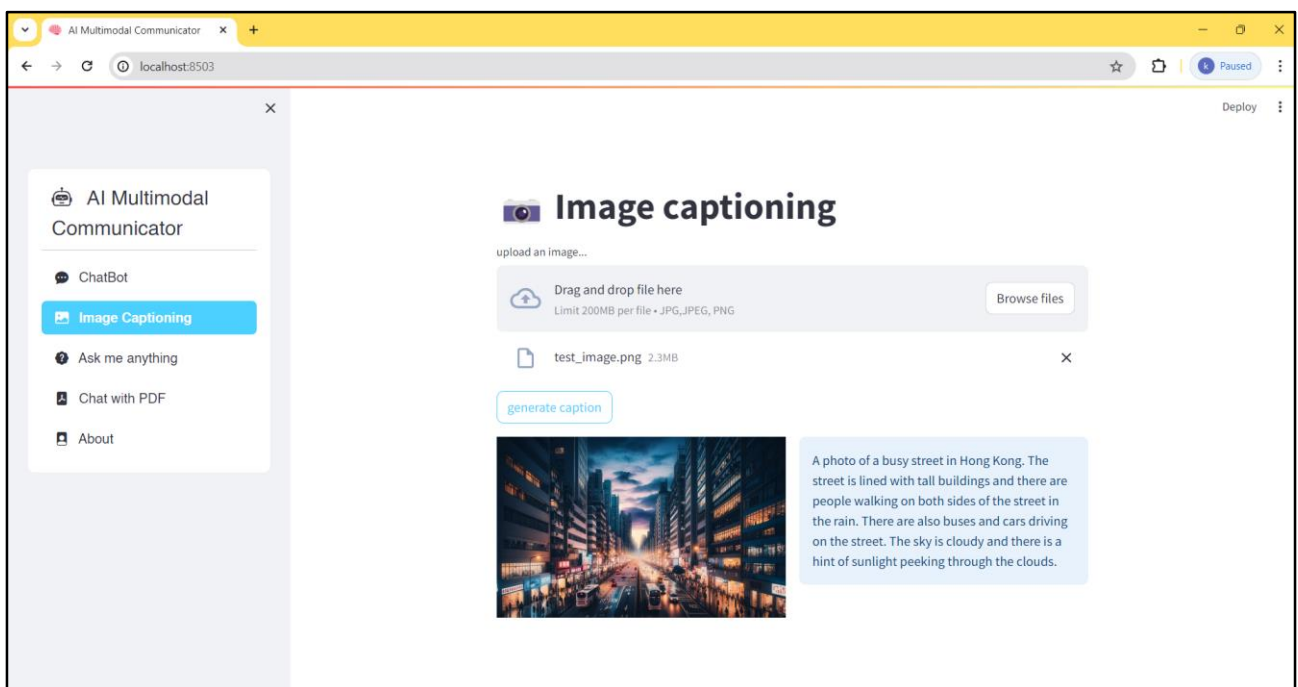 AI Multimodal Communicator
localhost:8503
k
Paused
Deploy
AI Multimodal
Communicator
ChatBot
Image Captioning
Ask me anything
Chat with PDF
About
Image captioning
upload an image...
Drag and drop file here
Limit 200MB per file • JPG,JPEG, PNG
Browse files
test_image.png 2.3MB
generate caption
A photo of a busy street in Hong Kong. The
street is lined with tall buildings and there are
people walking on both sides of the street in
the rain. There are also buses and cars driving
on the street. The sky is cloudy and there is a
hint of sunlight peeking through the clouds.